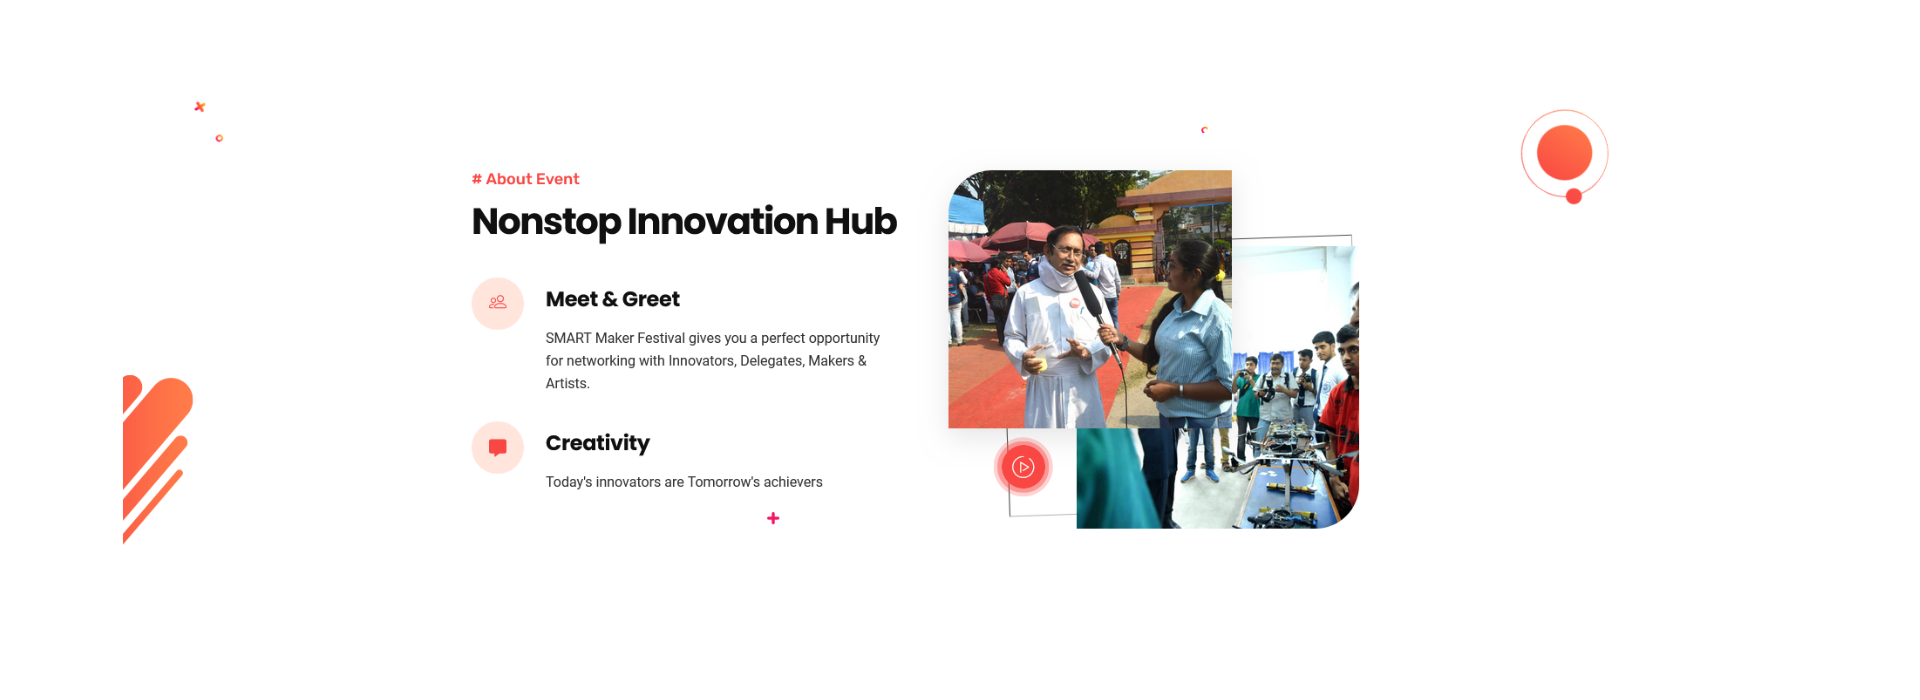 # About Event
Nonstop Innovation Hub
Meet & Greet
SMART Maker Festival gives you a perfect opportunity
for networking with Innovators, Delegates, Makers &
Artists.
Creativity
Today's innovators are Tomorrow's achievers